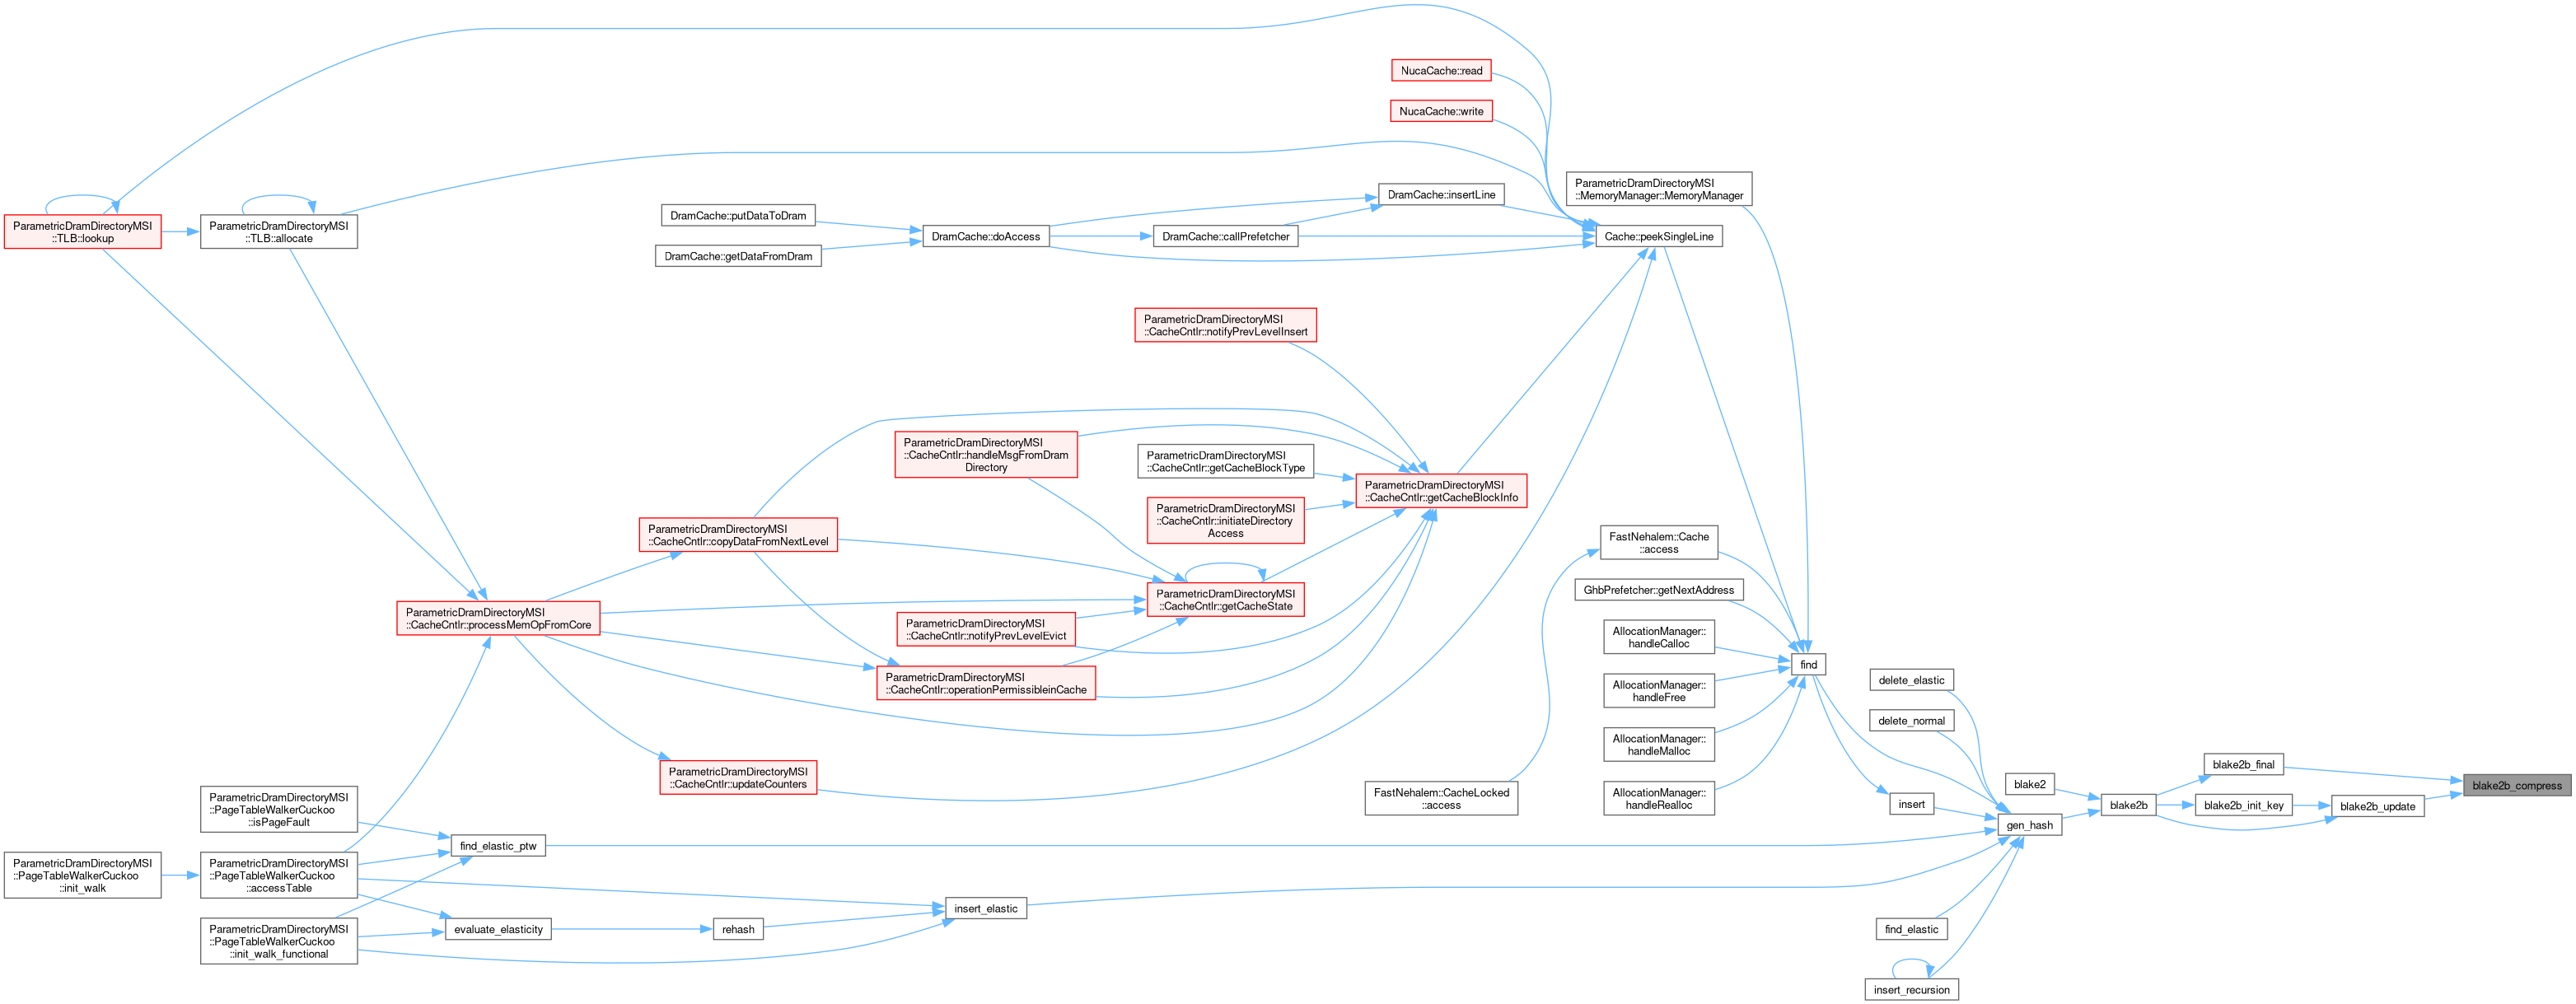 NucaCache::read
NucaCache::write
ParametricDramDirectoryMSI
::MemoryManager::MemoryManager
DramCache::insertLine
DramCache::putDataToDram
ParametricDramDirectoryMSI
::TLB::lookup
ParametricDramDirectoryMSI
::TLB::allocate
DramCache::doAccess
DramCache::callPrefetcher
Cache::peekSingleLine
DramCache::getDataFromDram
ParametricDramDirectoryMSI
::CacheCntlr::notifyPrevLevelInsert
ParametricDramDirectoryMSI
::CacheCntlr::handleMsgFromDram
Directory
ParametricDramDirectoryMSI
::CacheCntlr::getCacheBlockType
ParametricDramDirectoryMSI
::CacheCntlr::getCacheBlockInfo
ParametricDramDirectoryMSI
::CacheCntlr::initiateDirectory
Access
ParametricDramDirectoryMSI
::CacheCntlr::copyDataFromNextLevel
FastNehalem::Cache
::access
ParametricDramDirectoryMSI
::CacheCntlr::getCacheState
GhbPrefetcher::getNextAddress
ParametricDramDirectoryMSI
::CacheCntlr::processMemOpFromCore
ParametricDramDirectoryMSI
::CacheCntlr::notifyPrevLevelEvict
AllocationManager::
handleCalloc
find
ParametricDramDirectoryMSI
::CacheCntlr::operationPermissibleinCache
AllocationManager::
handleFree
delete_elastic
delete_normal
AllocationManager::
handleMalloc
ParametricDramDirectoryMSI
::CacheCntlr::updateCounters
FastNehalem::CacheLocked
::access
AllocationManager::
handleRealloc
blake2b_final
blake2
blake2b_compress
insert
blake2b
blake2b_init_key
blake2b_update
ParametricDramDirectoryMSI
::PageTableWalkerCuckoo
::isPageFault
gen_hash
find_elastic_ptw
ParametricDramDirectoryMSI
::PageTableWalkerCuckoo
::init_walk
ParametricDramDirectoryMSI
::PageTableWalkerCuckoo
::accessTable
insert_elastic
evaluate_elasticity
rehash
find_elastic
ParametricDramDirectoryMSI
::PageTableWalkerCuckoo
::init_walk_functional
insert_recursion